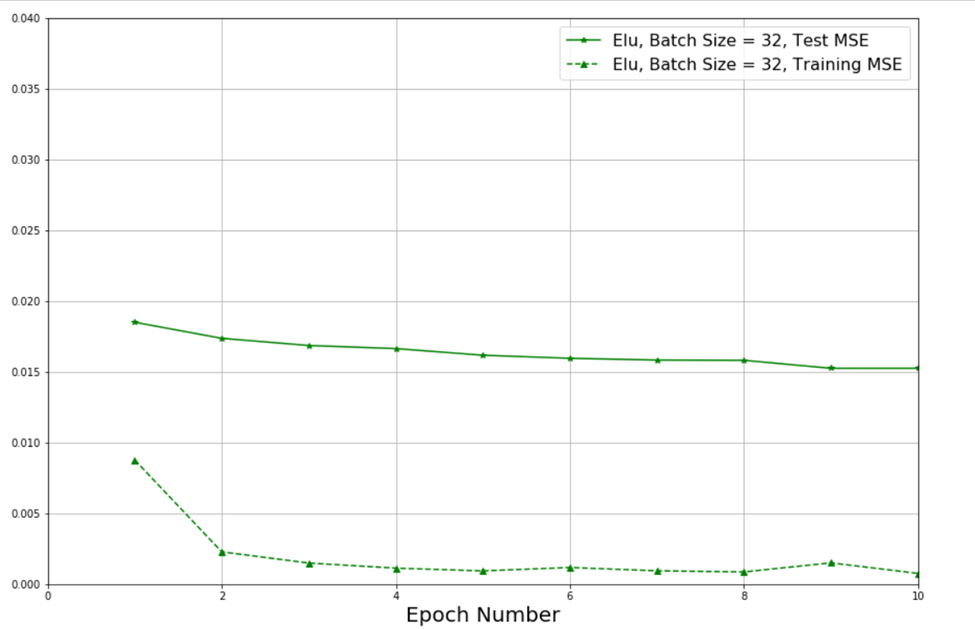 0.040
Elu, Batch Size = 32, Test MSE
Elu, Batch Size = 32, Training MSE
0.035
0.030
0.025
0.020
0.015
0.010
0.005
0.000
0 2 4 6 8 10
Epoch Number